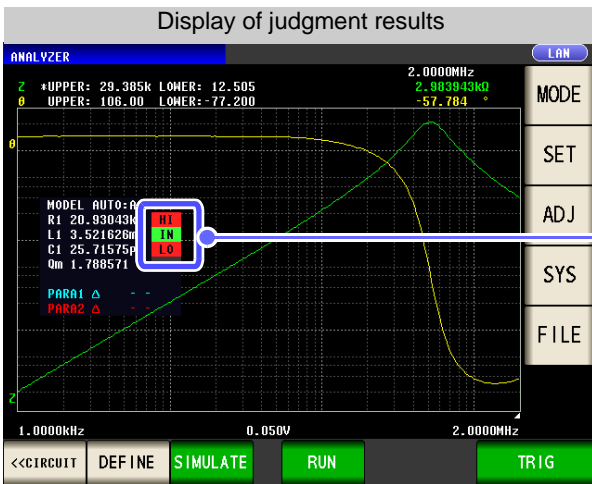 Display of judgment results
ANALYZER
LAN
2.0000MHz
Z *UPPER: 29.385k LOWER: 12.505 2.983943kΩ
θ UPPER: 106.00 LOWER:-77.200 -57.784 °
MODE
θ
SET
MODEL AUTO:A
R1 20.93043k HI
L1 3.521626m IN
C1 25.71575p LO
Qm 1.788571
PARA1 Δ - -
PARA2 Δ - -
ADJ
SYS
FILE
Z
1.0000kHz 0.050V 2.0000MHz
<<CIRCUIT DEFINE SIMULATE RUN TRIG